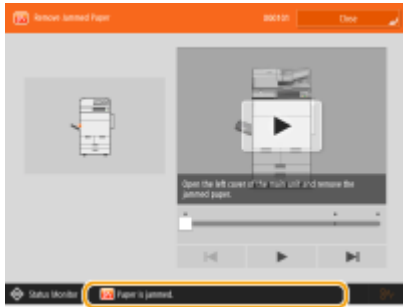 Remove Jammed Paper
000101
Close
Open the left cover of the main unit and remove the
jammed paper.
Status Monitor
Paper is jammed.